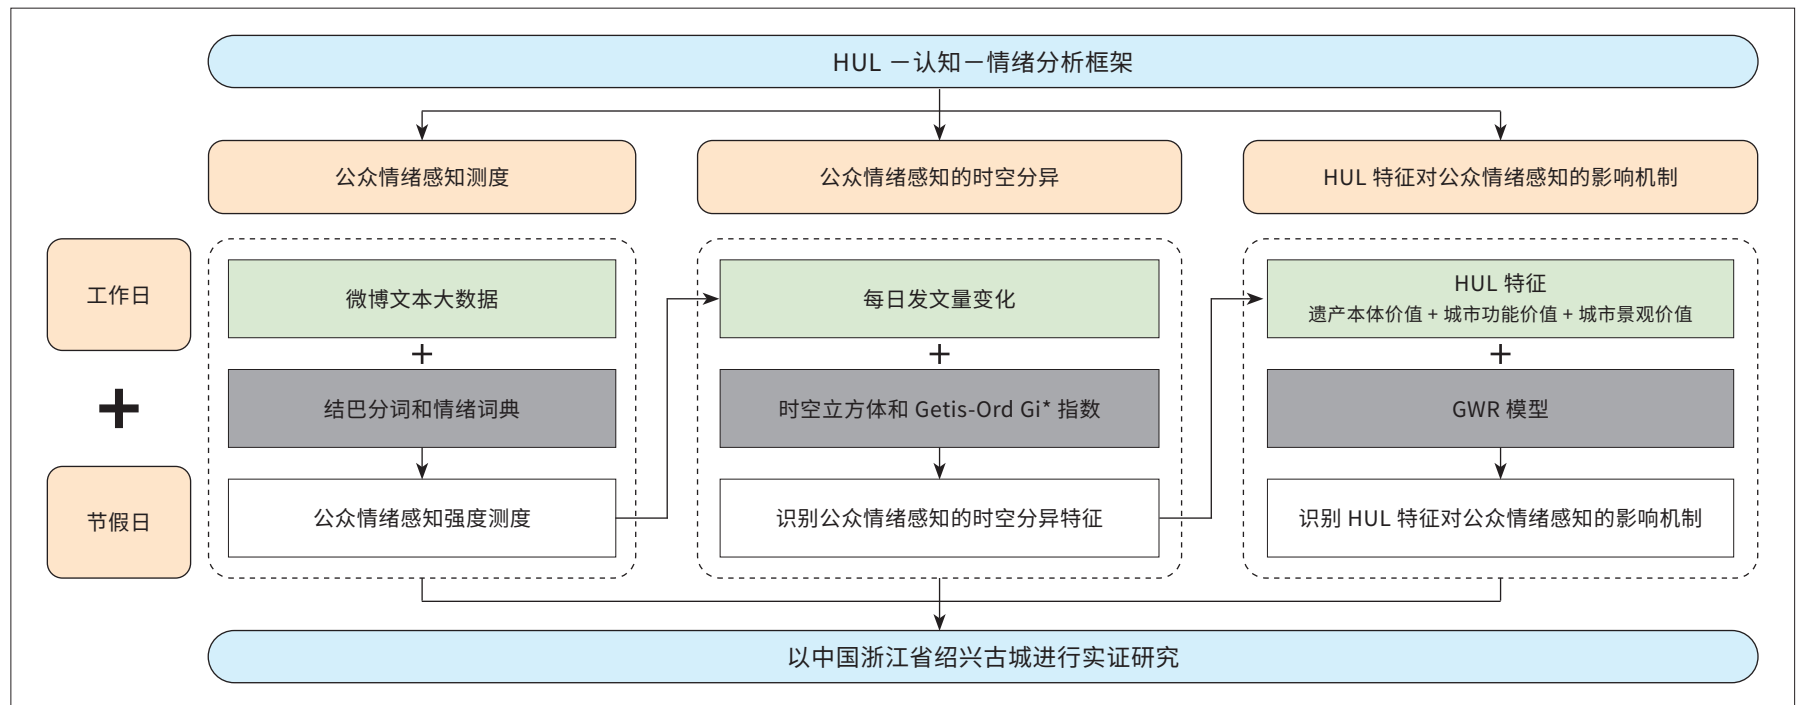 HUL －认知－情绪分析框架
公众情绪感知测度
公众情绪感知的时空分异
HUL 特征对公众情绪感知的影响机制
工作日
+
节假日
微博文本大数据
+
结巴分词和情绪词典
公众情绪感知强度测度
每日发文量变化
+
时空立方体和 Getis-Ord Gi* 指数
识别公众情绪感知的时空分异特征
HUL 特征
遗产本体价值 + 城市功能价值 + 城市景观价值
+
GWR 模型
识别 HUL 特征对公众情绪感知的影响机制
以中国浙江省绍兴古城进行实证研究